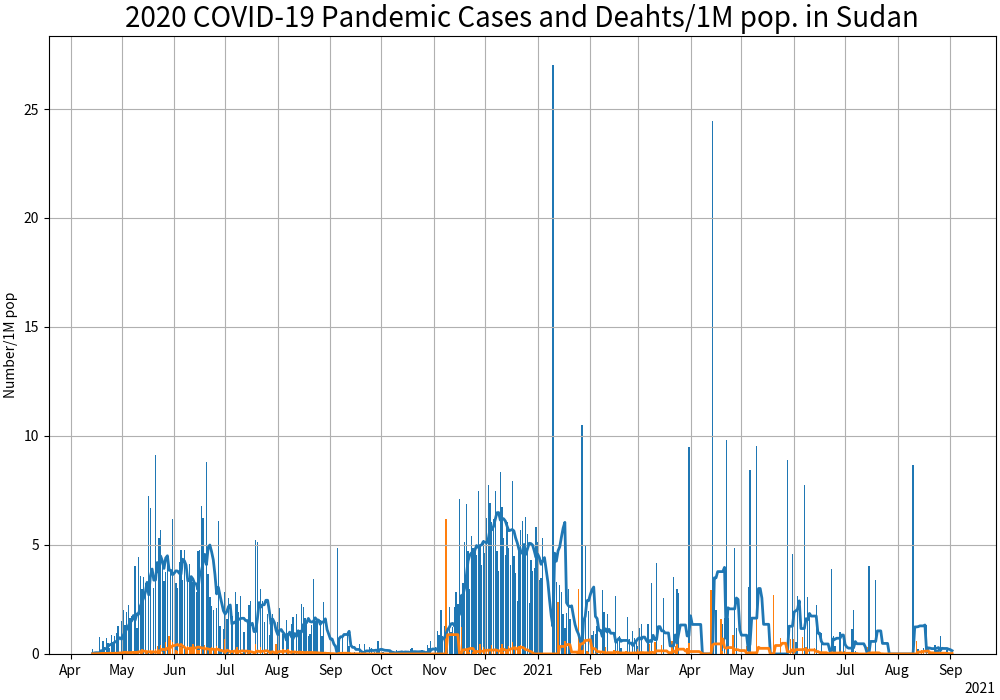 2020 COVID-19 Pandemic Cases and Deahts/1M pop. in Sudan
Number/1M pop
25
20
15
10
5
0
Apr May Jun Jul Aug Sep Oct Nov Dec 2021 Feb Mar Apr May Jun Jul Aug Sep
2021